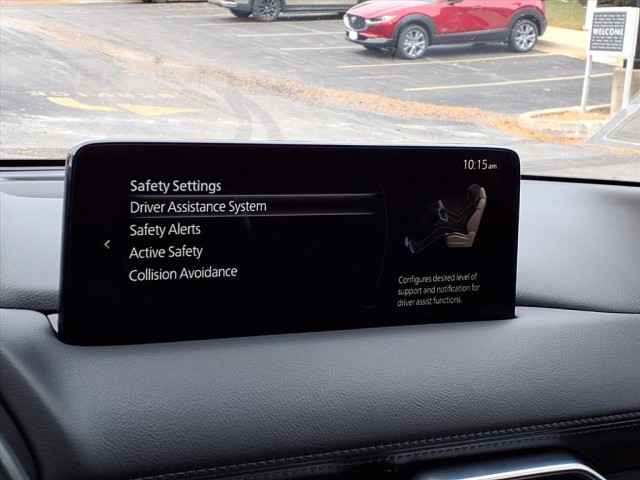 WELCOME
10:15am
Safety Settings
Driver Assistance System
Safety Alerts
Active Safety
Collision Avoidance
Configures desired level of
support and notification for
driver assist functions.